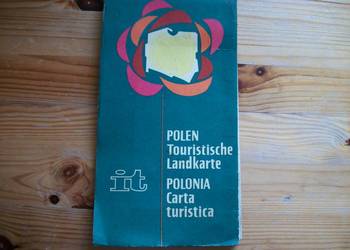 POLEN
Touristische
Landkarte
it
POLONIA
Carta
turistica